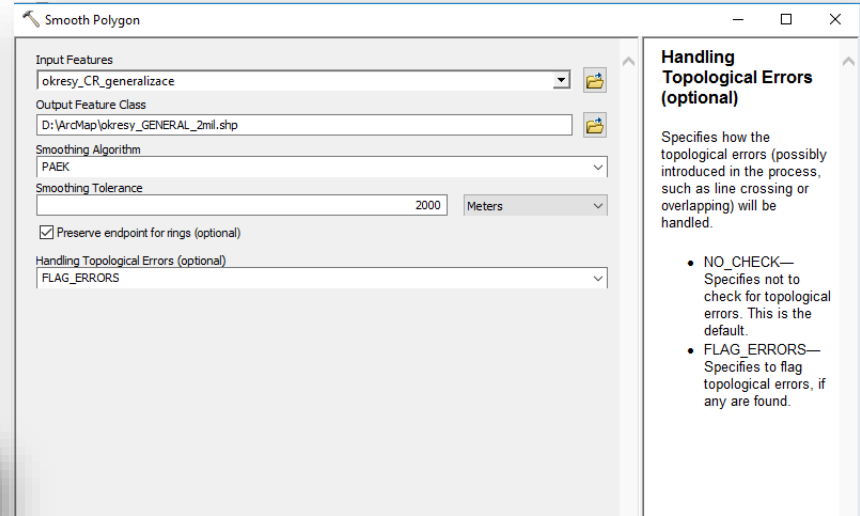 Smooth Polygon
Input Features
okresy_CR_generalizace
Output Feature Class
D:\ArcMap\okresy_GENERAL_2mil.shp
Smoothing Algorithm
PAEK
Smoothing Tolerance
2000 Meters
Preserve endpoint for rings (optional)
Handling Topological Errors (optional)
FLAG_ERRORS
Handling
Topological Errors
(optional)
Specifies how the
topological errors (possibly
introduced in the process,
such as line crossing or
overlapping) will be
handled.
• NO_CHECK—
Specifies not to
check for topological
errors. This is the
default.
• FLAG_ERRORS—
Specifies to flag
topological errors, if
any are found.